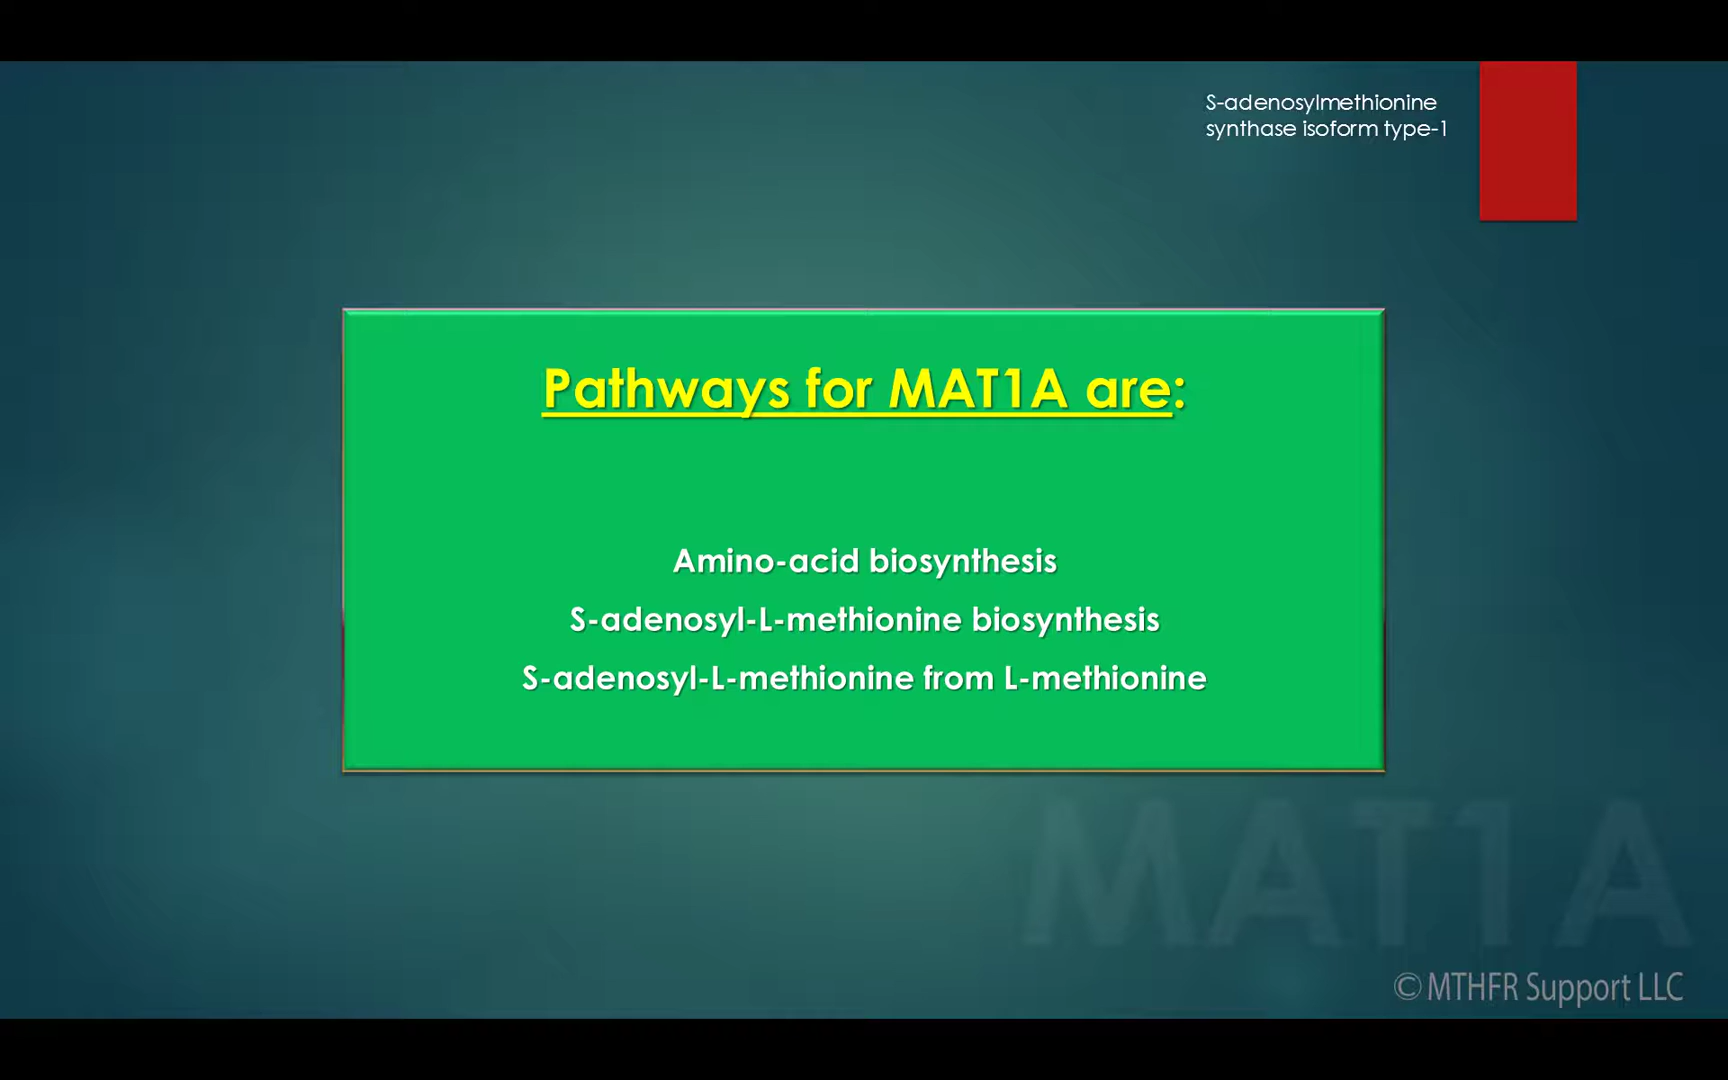 S-adenosylmethionine
synthase isoform type-1
Pathways for MAT1A are:
Amino-acid biosynthesis
S-adenosyl-L-methionine biosynthesis
S-adenosyl-L-methionine from L-methionine
MAT1A
© MTHFR Support LLC